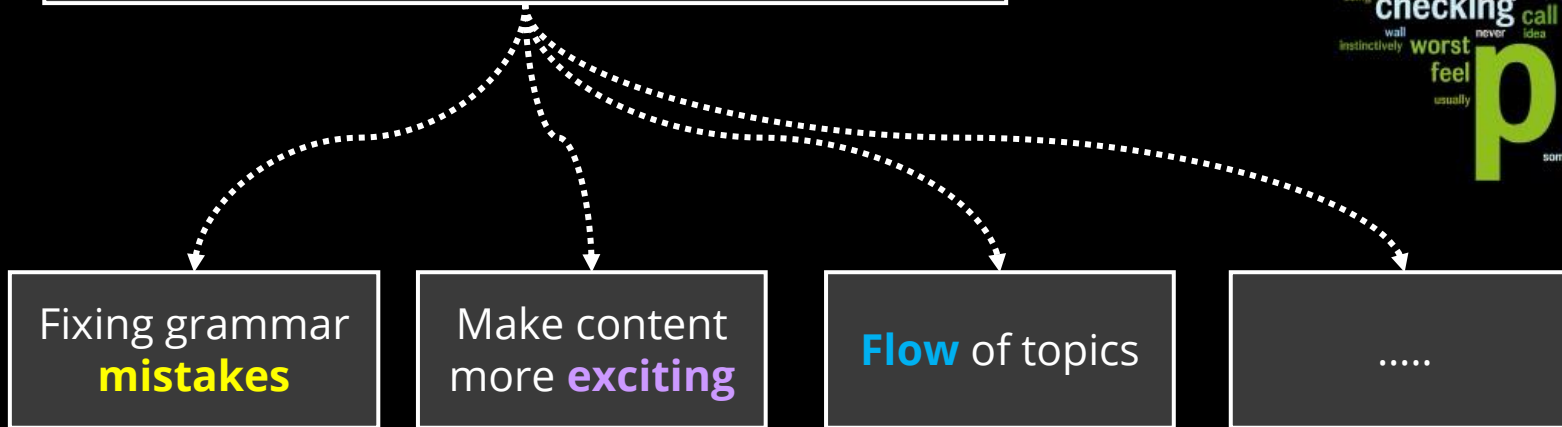 checking call
wall never idea
instinctively worst
feel
usually
p
Fixing grammar
mistakes
Make content
more exciting
Flow of topics
.....